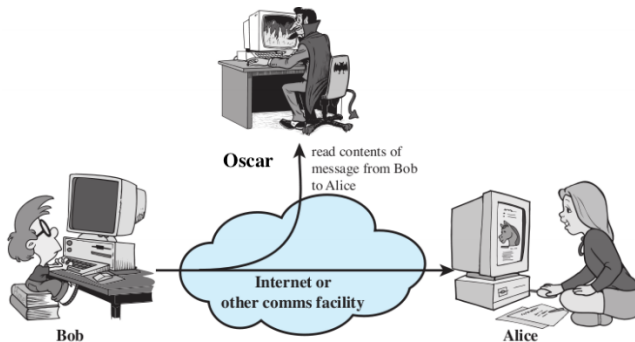 Oscar
read contents of
message from Bob
to Alice
Internet or
other comms facility
Bob
Alice